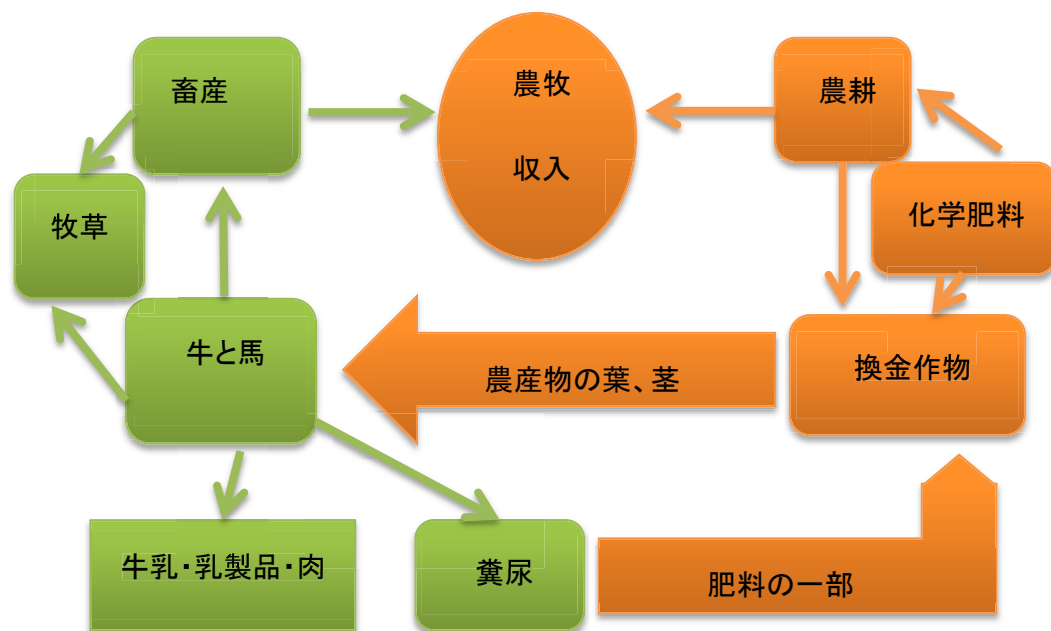 畜産
農牧
収入
農耕
牧草
化学肥料
牛と馬
農産物の葉、茎
換金作物
牛乳・乳製品・肉
糞尿
肥料の一部